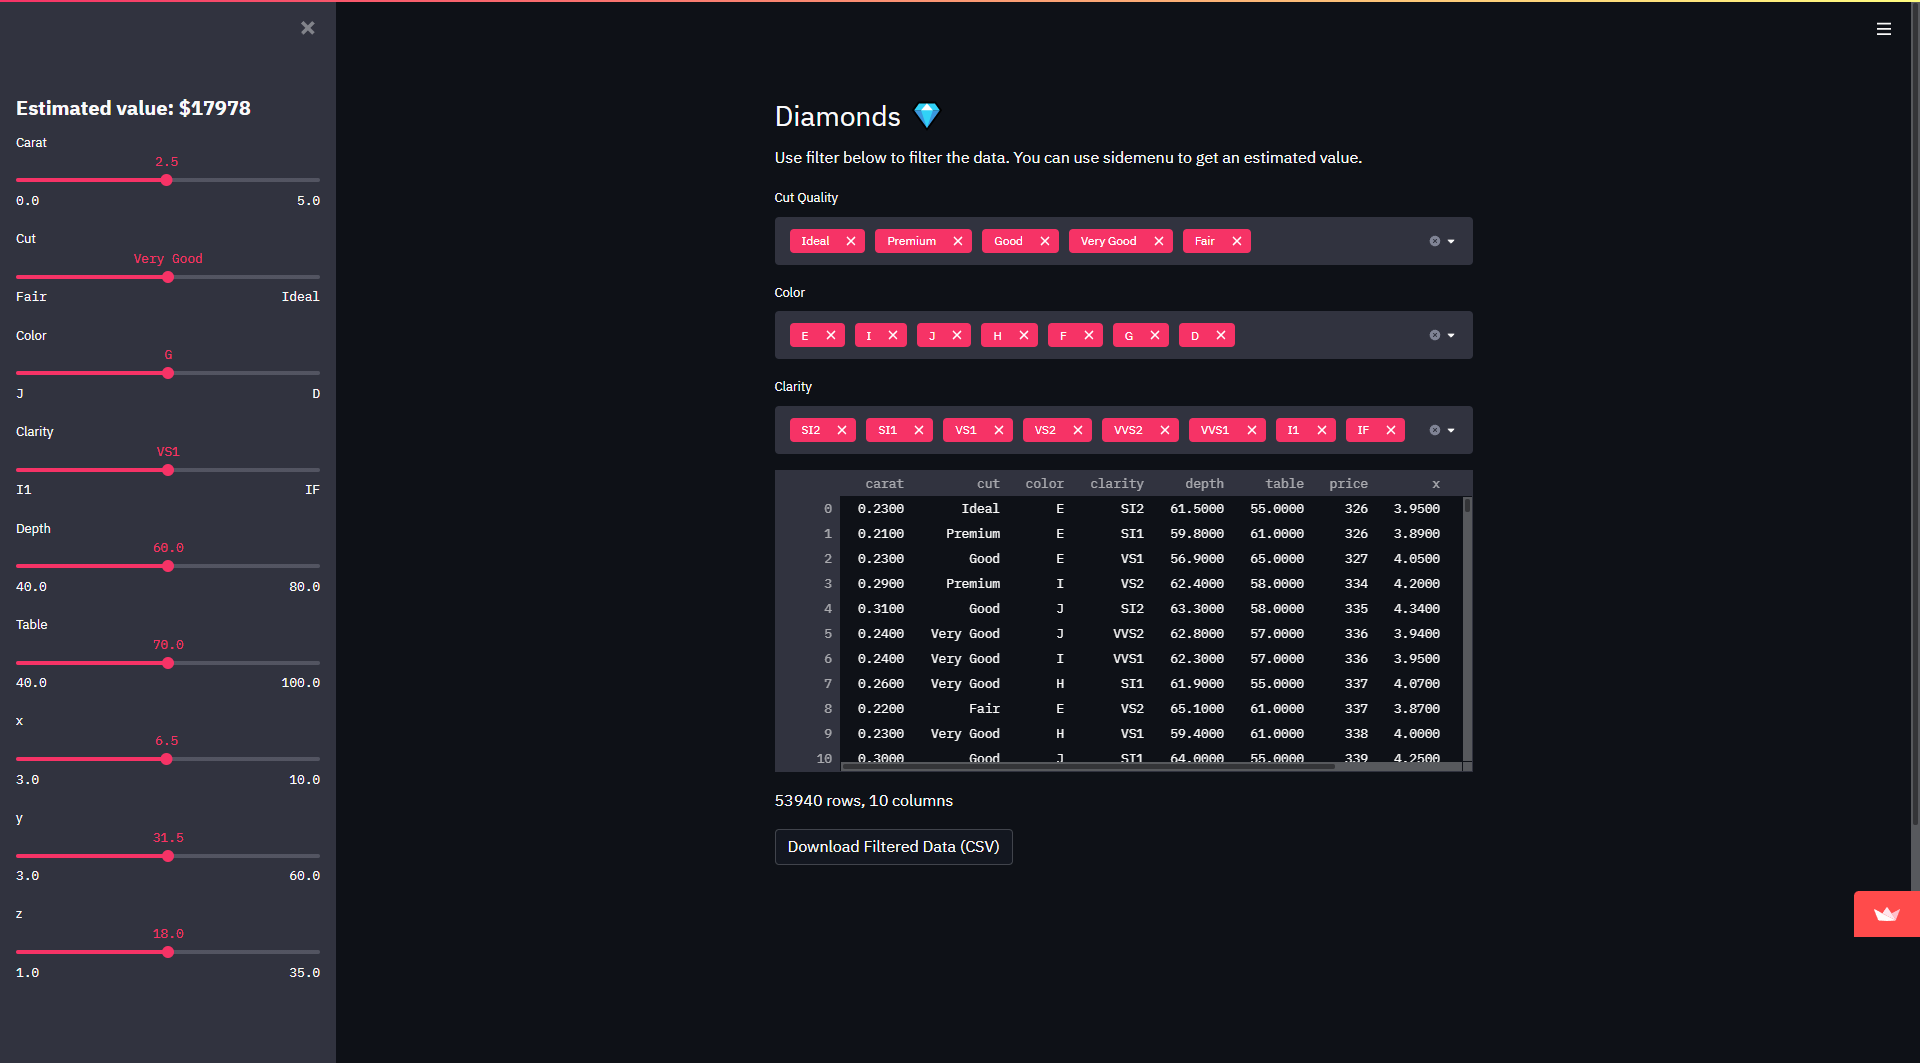 Estimated value: $17978
Carat
2.5
0.0 5.0
Cut
Very Good
Fair Ideal
Color
G
J D
Clarity
VS1
I1 IF
Depth
60.0
40.0 80.0
Table
70.0
40.0 100.0
x
6.5
3.0 10.0
y
31.5
3.0 60.0
z
18.0
1.0 35.0
Diamonds
Use filter below to filter the data. You can use sidemenu to get an estimated value.
Cut Quality
Ideal Premium Good Very Good Fair
Color
E I J H F G D
Clarity
SI2 SI1 VS1 VS2 VVS2 VVS1 I1 IF
carat cut color clarity depth table price x
0 0.2300 Ideal E SI2 61.5000 55.0000 326 3.9500
1 0.2100 Premium E SI1 59.8000 61.0000 326 3.8900
2 0.2300 Good E VS1 56.9000 65.0000 327 4.0500
3 0.2900 Premium I VS2 62.4000 58.0000 334 4.2000
4 0.3100 Good J SI2 63.3000 58.0000 335 4.3400
5 0.2400 Very Good J VVS2 62.8000 57.0000 336 3.9400
6 0.2400 Very Good I VVS1 62.3000 57.0000 336 3.9500
7 0.2600 Very Good H SI1 61.9000 55.0000 337 4.0700
8 0.2200 Fair E VS2 65.1000 61.0000 337 3.8700
9 0.2300 Very Good H VS1 59.4000 61.0000 338 4.0000
10 0.3000 Good J SI1 64.0000 55.0000 339 4.2500
53940 rows, 10 columns
Download Filtered Data (CSV)